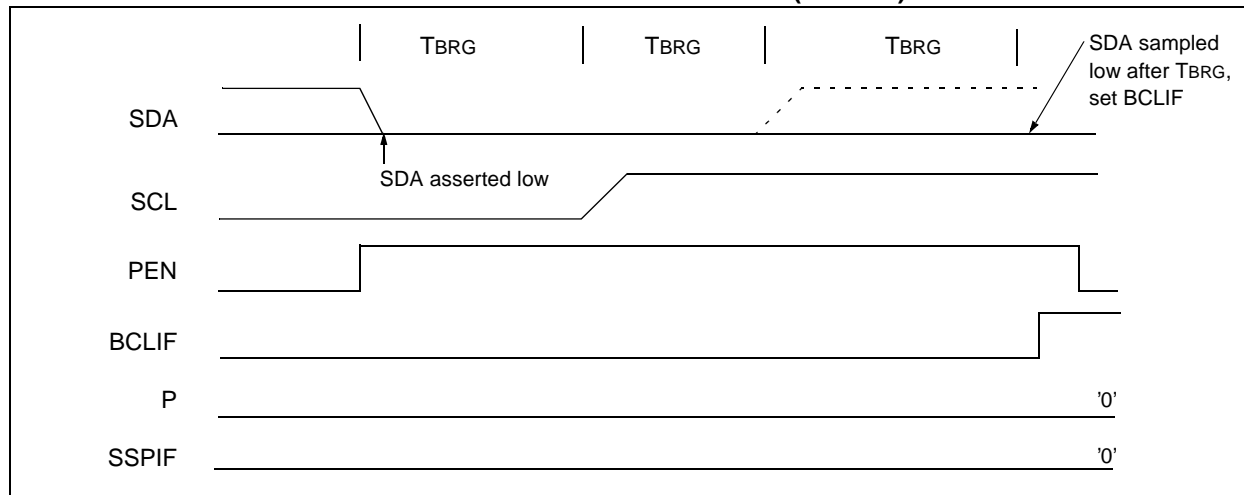 TBRG TBRG TBRG
SDA sampled
low after TBRG,
set BCLIF
SDA
SDA asserted low
SCL
PEN
BCLIF
P '0'
SSPIF '0'